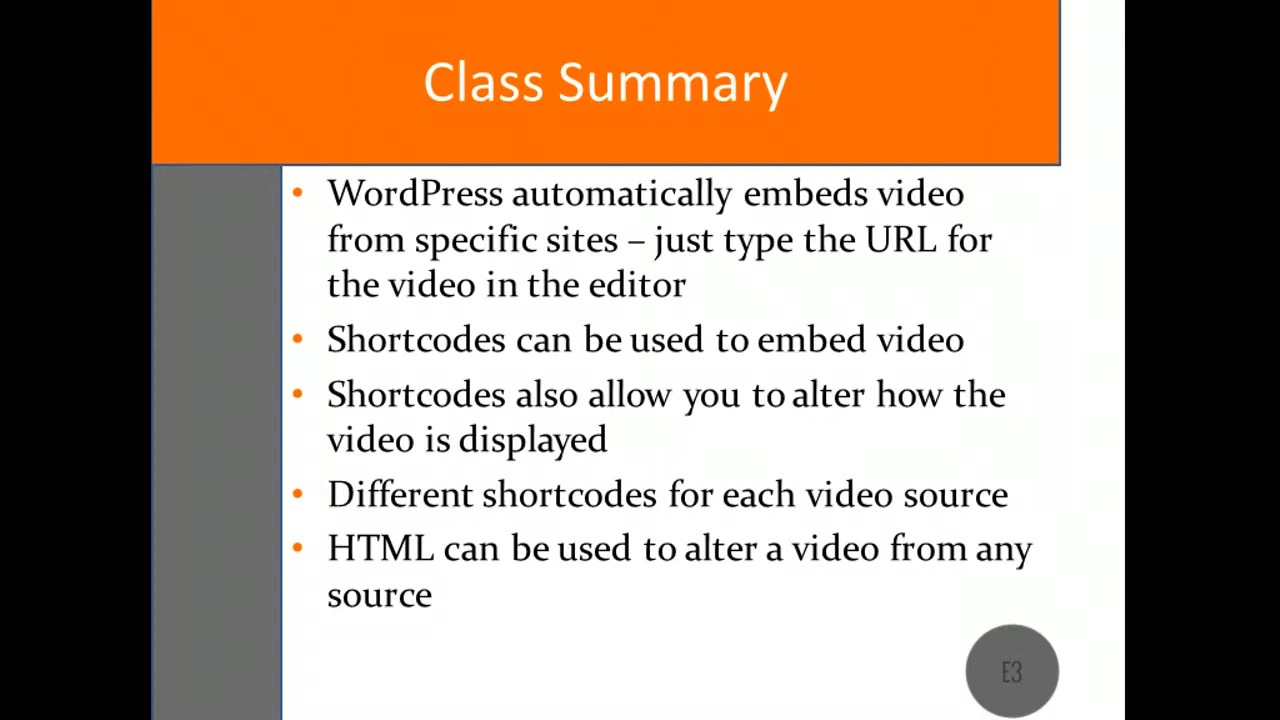 Class Summary
• WordPress automatically embeds video
from specific sites – just type the URL for
the video in the editor
• Shortcodes can be used to embed video
• Shortcodes also allow you to alter how the
video is displayed
• Different shortcodes for each video source
• HTML can be used to alter a video from any
source
E3